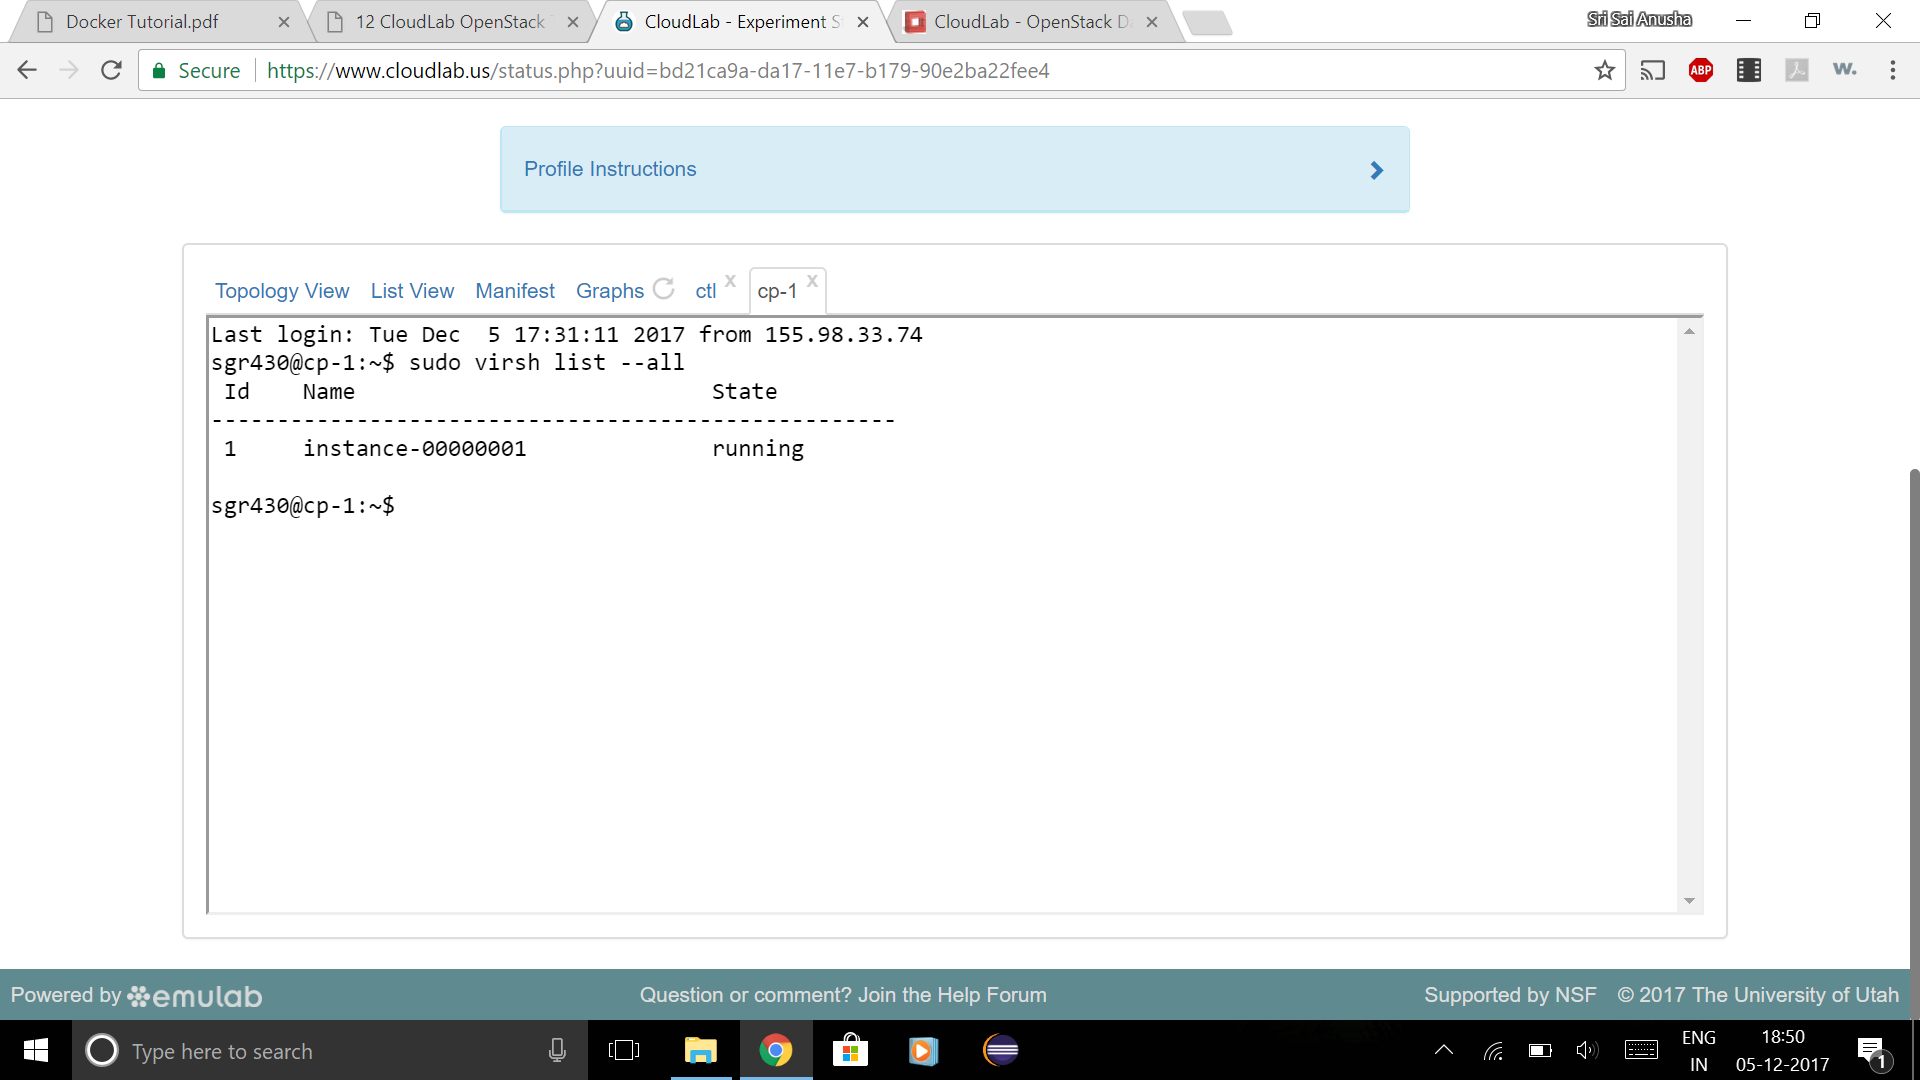 Docker Tutorial.pdf
12 CloudLab OpenStack
CloudLab - Experiment S
CloudLab - OpenStack D
Sri Sai Anusha
Secure
https://www.cloudlab.us/status.php?uuid=bd21ca9a-da17-11e7-b179-90e2ba22fee4
ABP
w.
Profile Instructions
Topology View List View Manifest Graphs ctl x cp-1 x
Last login: Tue Dec  5 17:31:11 2017 from 155.98.33.74
sgr430@cp-1:~$ sudo virsh list --all
 Id    Name                           State
----------------------------------------------------
 1     instance-00000001              running
sgr430@cp-1:~$
Powered by emulab
Question or comment? Join the Help Forum
Supported by NSF © 2017 The University of Utah
Type here to search
ENG
IN
18:50
05-12-2017
1